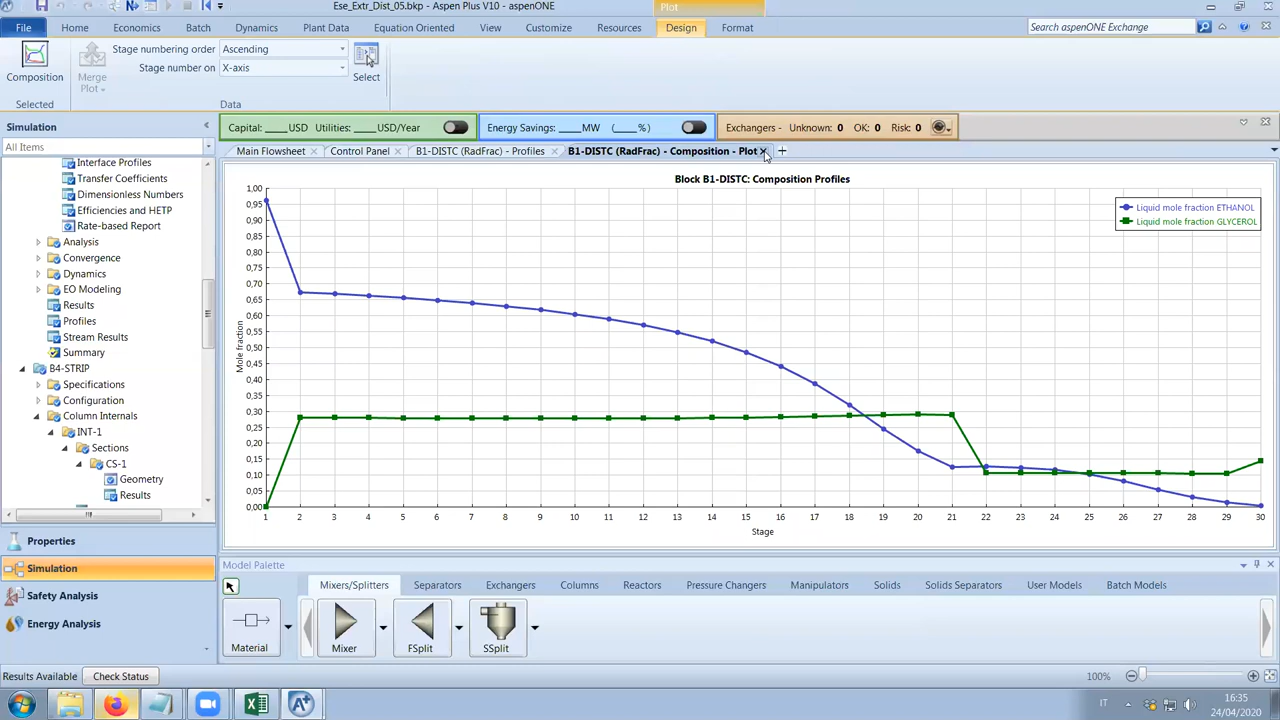 Ese_Extr_Dist_05.bkp - Aspen Plus V10 - aspenONE
Plot
File Home Economics Batch Dynamics Plant Data Equation Oriented View Customize Resources Design Format
Search aspenONE Exchange
Composition
Selected
Merge Plot
Stage numbering order Ascending
Stage number on X-axis
Select
Data
Simulation
All Items
Capital: ____USD Utilities: ____USD/Year
Energy Savings: ____MW (____%)
Exchangers - Unknown: 0 OK: 0 Risk: 0
Main Flowsheet
Control Panel
B1-DISTC (RadFrac) - Profiles
B1-DISTC (RadFrac) - Composition - Plot
Interface Profiles
Transfer Coefficients
Dimensionless Numbers
Efficiencies and HETP
Rate-based Report
Analysis
Convergence
Dynamics
EO Modeling
Results
Profiles
Stream Results
Summary
B4-STRIP
Specifications
Configuration
Column Internals
INT-1
Sections
CS-1
Geometry
Results
Properties
Simulation
Safety Analysis
Energy Analysis
Block B1-DISTC: Composition Profiles
Liquid mole fraction ETHANOL
Liquid mole fraction GLYCEROL
Mole fraction
1,00
0,95
0,90
0,85
0,80
0,75
0,70
0,65
0,60
0,55
0,50
0,45
0,40
0,35
0,30
0,25
0,20
0,15
0,10
0,05
0,00
1 2 3 4 5 6 7 8 9 10 11 12 13 14 15 16 17 18 19 20 21 22 23 24 25 26 27 28 29 30
Stage
Model Palette
Mixers/Splitters Separators Exchangers Columns Reactors Pressure Changers Manipulators Solids Solids Separators User Models Batch Models
Material
Mixer
FSplit
SSplit
Results Available Check Status
100%
IT
16:35
24/04/2020